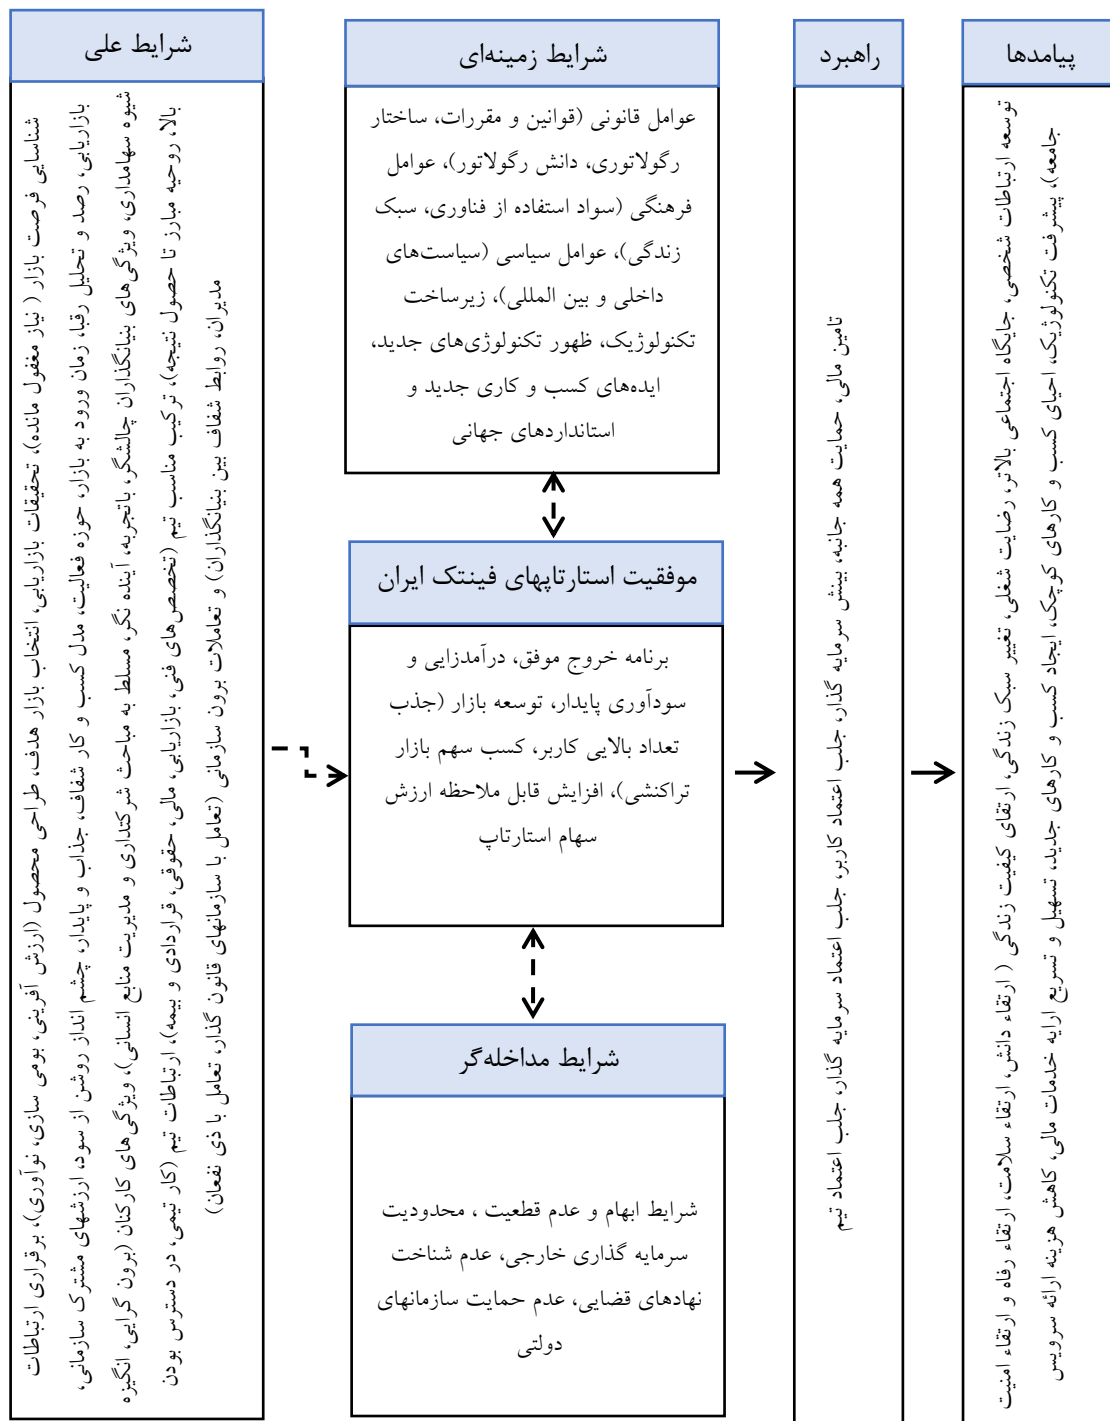 شرایط علی
شناسایی فرصت بازار ( نیاز مغفول مانده)، تحقیقات بازاریابی، انتخاب بازار هدف، طراحی محصول (ارزش آفرینی، بومی سازی، نوآوری)، برقراری ارتباطات
بازاریابی، رصد و تحلیل رقبا، زمان ورود به بازار، حوزه فعالیت، مدل کسب و کار شفاف، جذاب و پایدار، چشم انداز روشن از سود، ارزشهای مشترک سازمانی،
شیوه سهامداری، ویژگی‌های بنیانگذاران چالشگر، باتجربه، آینده نگر، مسلط به مباحث شرکتداری و مدیریت منابع انسانی)، ویژگی‌های کارکنان (برون گرایی، انگیزه
بالا، روحیه مبارز تا حصول نتیجه)، ترکیب مناسب تیم (تخصص‌های فنی، بازاریابی، مالی، حقوقی، قراردادی و بیمه)، ارتباطات تیم (کار تیمی، در دسترس بودن
مدیران، روابط شفاف بین بنیانگذاران) و تعاملات برون سازمانی (تعامل با سازمانهای قانون گذار، تعامل با ذی نفعان)
شرایط زمینه‌ای
عوامل قانونی (قوانین و مقررات، ساختار
رگولاتوری، دانش رگولاتور)، عوامل
فرهنگی (سواد استفاده از فناوری، سبک
زندگی)، عوامل سیاسی (سیاست‌های
داخلی و بین المللی)، زیرساخت
تکنولوژیک، ظهور تکنولوژی‌های جدید،
ایده‌های کسب و کاری جدید و
استانداردهای جهانی
موفقیت استارتاپهای فینتک ایران
برنامه خروج موفق، درآمدزایی و
سودآوری پایدار، توسعه بازار (جذب
تعداد بالایی کاربر، کسب سهم بازار
تراکنشی)، افزایش قابل ملاحظه ارزش
سهام استارتاپ
شرایط مداخله‌گر
شرایط ابهام و عدم قطعیت ، محدودیت
سرمایه گذاری خارجی، عدم شناخت
نهادهای قضایی، عدم حمایت سازمانهای
دولتی
راهبرد
تامین مالی، حمایت همه جانبه، بینش سرمایه گذار، جلب اعتماد کاربر، جلب اعتماد سرمایه گذار، جلب اعتماد تیم
پیامدها
توسعه ارتباطات شخصی، جایگاه اجتماعی بالاتر، رضایت شغلی، تغییر سبک زندگی، ارتقای کیفیت زندگی ( ارتقاء دانش، ارتقاء سلامت، ارتقاء رفاه و ارتقاء امنیت
جامعه)، پیشرفت تکنولوژیک، احیای کسب و کارهای کوچک، ایجاد کسب و کارهای جدید، تسهیل و تسریع ارایه خدمات مالی، کاهش هزینه ارائه سرویس